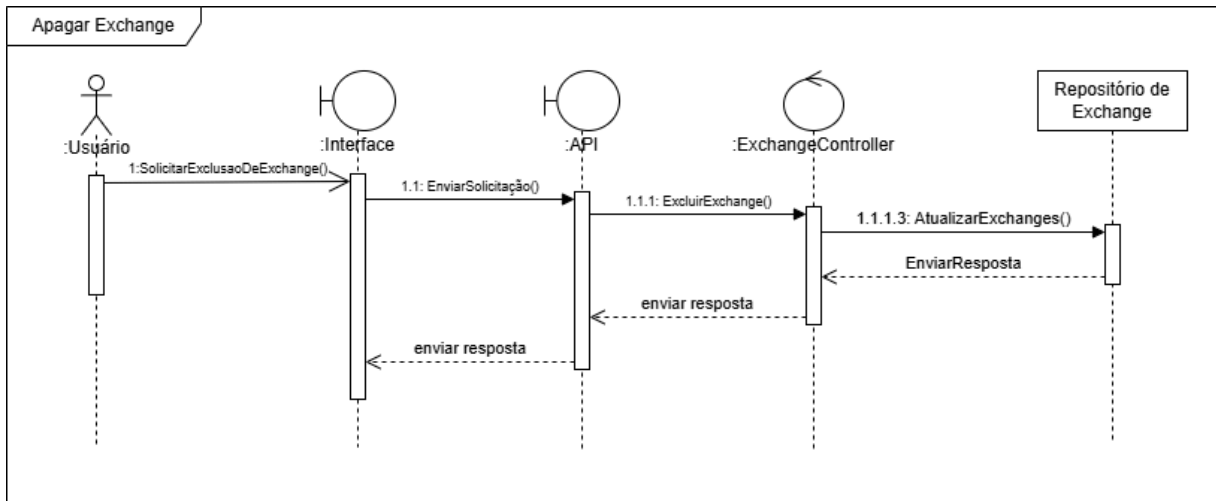 Apagar Exchange
Repositório de
Exchange
:Usuário
:Interface
:API
:ExchangeController
1:SolicitarExclusaoDeExchange()
1.1: EnviarSolicitação()
1.1.1: ExcluirExchange()
1.1.1.3: AtualizarExchanges()
EnviarResposta
enviar resposta
enviar resposta